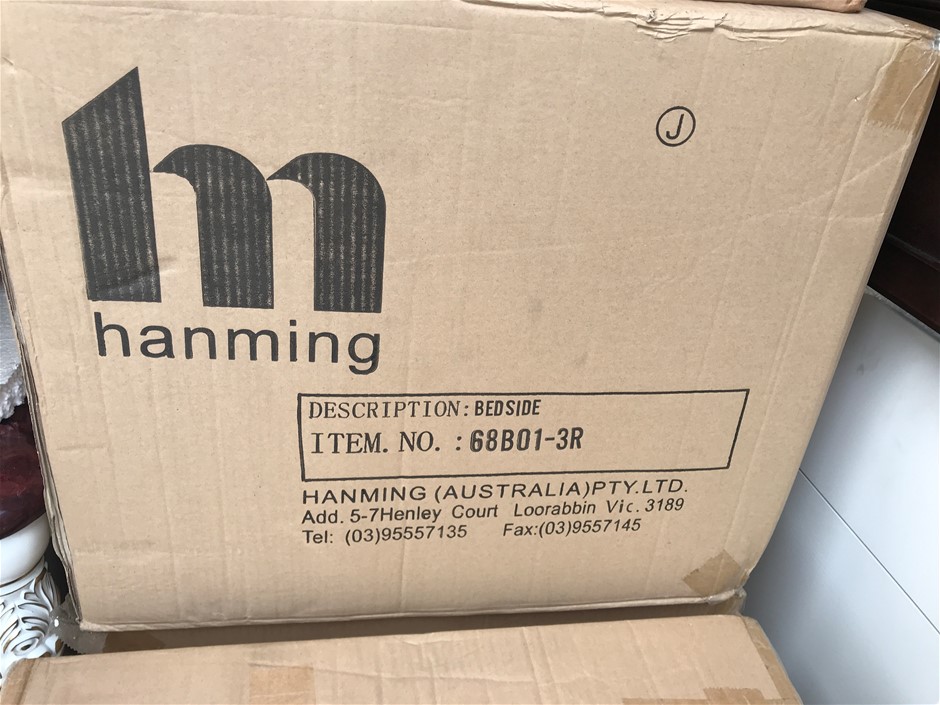 J
hm
hanming
DESCRIPTION: BEDSIDE
ITEM. NO. : 68B01-3R
HANMING (AUSTRALIA)PTY.LTD.
Add. 5-7Henley Court Loorabbin Vic. 3189
Tel: (03)95557135 Fax:(03)9557145